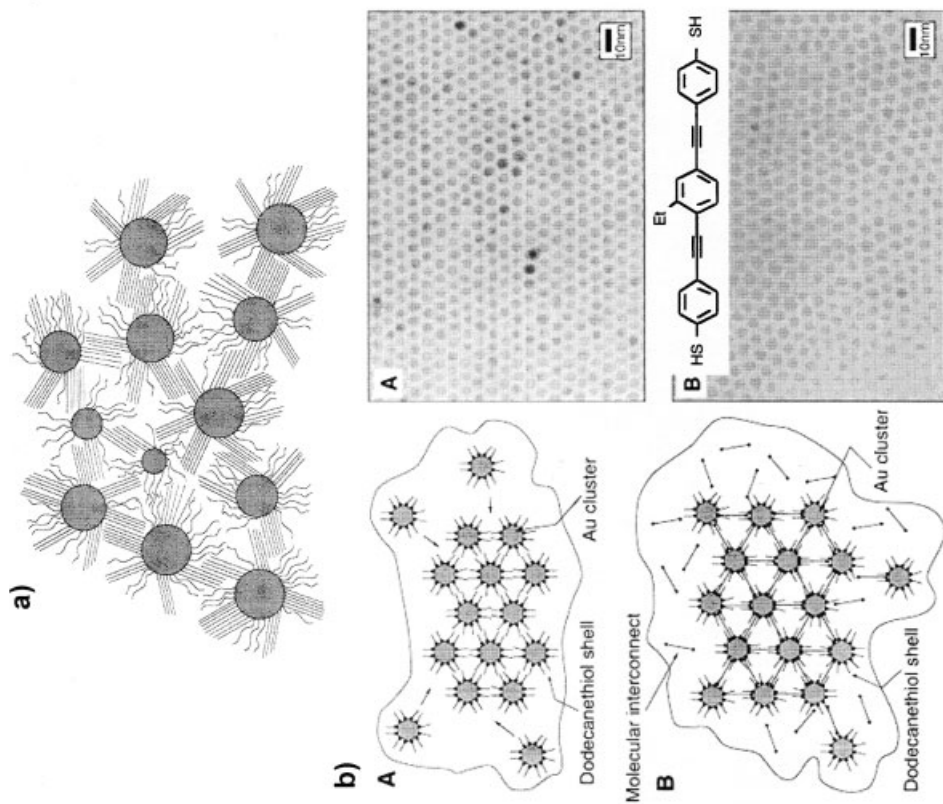 a)
b)
A
Dodecanethiol shell
Au cluster
A
10nm
Molecular interconnect
B
Dodecanethiol shell
Au cluster
HS
Et
SH
B
10nm